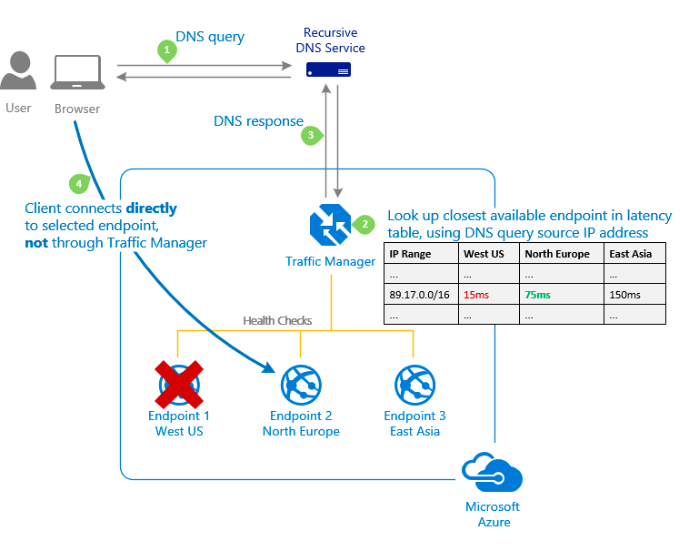 1
DNS query
Recursive
DNS Service
User
Browser
DNS response
3
4
Client connects directly
to selected endpoint,
not through Traffic Manager
2
Traffic Manager
Look up closest available endpoint in latency
table, using DNS query source IP address
IP Range West US North Europe East Asia
... ... ... ...
89.17.0.0/16 15ms 75ms 150ms
... ... ... ...
Health Checks
Endpoint 1
West US
Endpoint 2
North Europe
Endpoint 3
East Asia
Microsoft
Azure